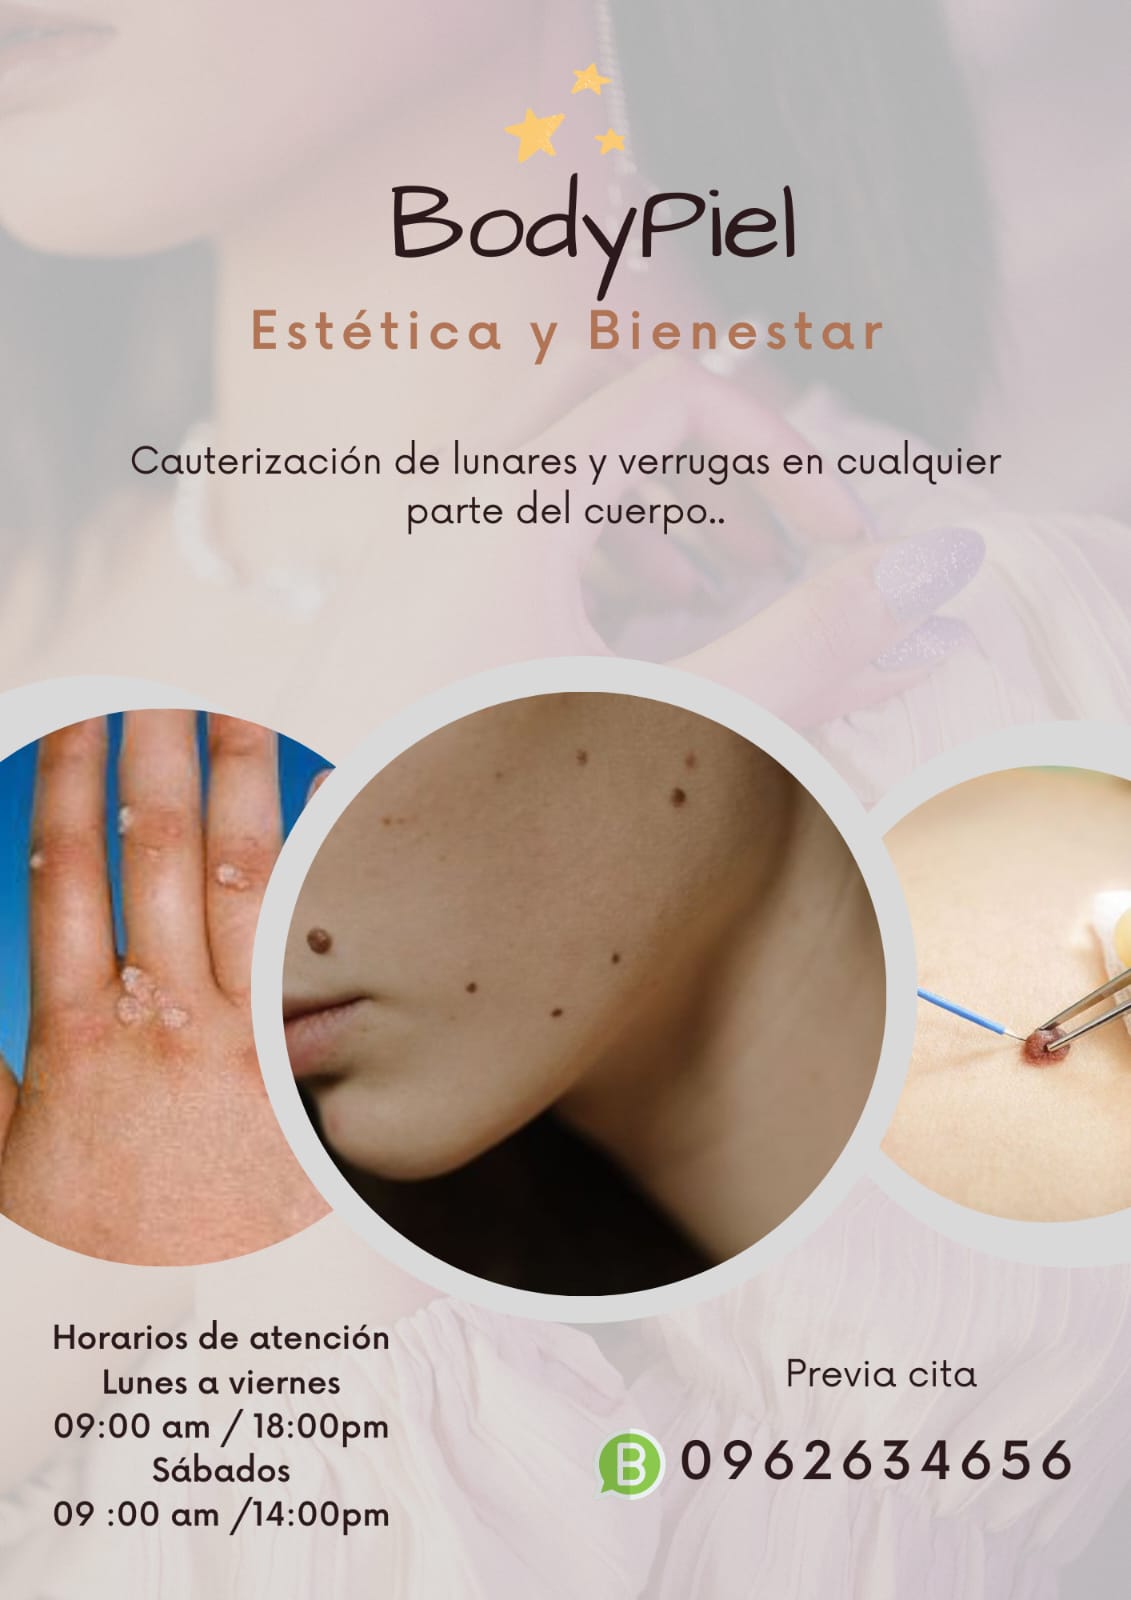 BodyPiel
Estética y Bienestar
Cauterización de lunares y verrugas en cualquier
parte del cuerpo..
Horarios de atención
Lunes a viernes
09:00 am / 18:00pm
Sábados
09 :00 am /14:00pm
Previa cita
B 0962634656